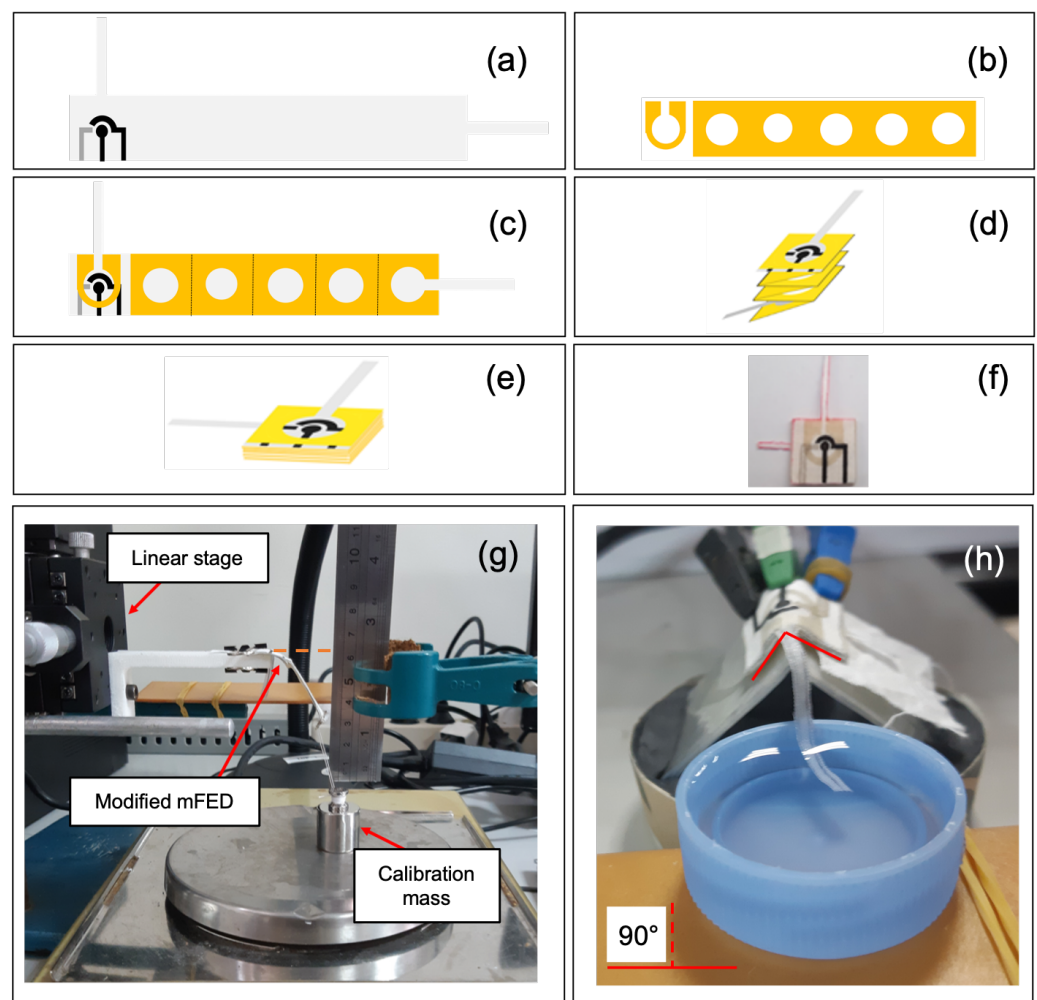 (a)
(b)
(c)
(d)
(e)
(f)
(g)
Linear stage
Modified mFED
Calibration
mass
(h)
90°